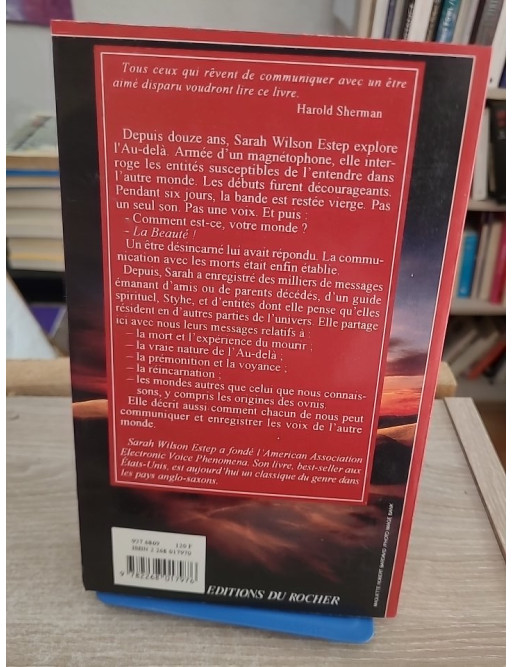 Tous ceux qui rêvent de communiquer avec un être
aimé disparu voudront lire ce livre.
Harold Sherman
Depuis douze ans, Sarah Wilson Estep explore
l'Au-delà. Armée d'un magnétophone, elle inter-
roge les entités susceptibles de l'entendre dans
l'autre monde. Les débuts furent décourageants.
Pendant six jours, la bande est restée vierge. Pas
un seul son. Pas une voix. Et puis :
- Comment est-ce, votre monde ?
- La Beauté !
Un être désincarné lui avait répondu. La commu-
nication avec les morts était enfin établie.
Depuis, Sarah a enregistré des milliers de messages
émanant d'amis ou de parents décédés, d'un guide
spirituel, Styhe, et d'entités dont elle pense qu'elles
résident en d'autres parties de l'univers. Elle partage
ici avec nous leurs messages relatifs à :
– la mort et l'expérience du mourir ;
– la vraie nature de l'Au-delà ;
– la prémonition et la voyance ;
– la réincarnation ;
– les mondes autres que celui que nous connais-
sons, y compris les origines des ovnis.
Elle décrit aussi comment chacun de nous peut
communiquer et enregistrer les voix de l'autre
monde.
Sarah Wilson Estep a fondé l'American Association
Electronic Voice Phenomena. Son livre, best-seller aux
États-Unis, est aujourd'hui un classique du genre dans
les pays anglo-saxons.
120 F
ISBN 2 268 01797 0
9 782268 017976
EDITIONS DU ROCHER